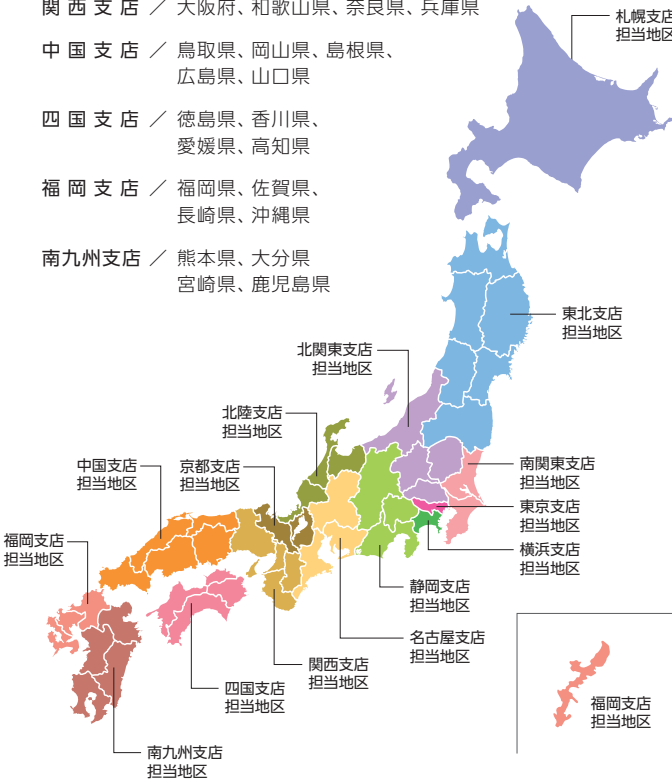 関西支店 ／ 大阪府、和歌山県、奈良県、兵庫県
中国支店 ／ 鳥取県、岡山県、島根県、
広島県、山口県
四国支店 ／ 徳島県、香川県、
愛媛県、高知県
福岡支店 ／ 福岡県、佐賀県、
長崎県、沖縄県
南九州支店 ／ 熊本県、大分県
宮崎県、鹿児島県
札幌支店
担当地区
東北支店
担当地区
北関東支店
担当地区
北陸支店
担当地区
中国支店
担当地区
京都支店
担当地区
南関東支店
担当地区
東京支店
担当地区
福岡支店
担当地区
横浜支店
担当地区
静岡支店
担当地区
名古屋支店
担当地区
関西支店
担当地区
四国支店
担当地区
福岡支店
担当地区
南九州支店
担当地区